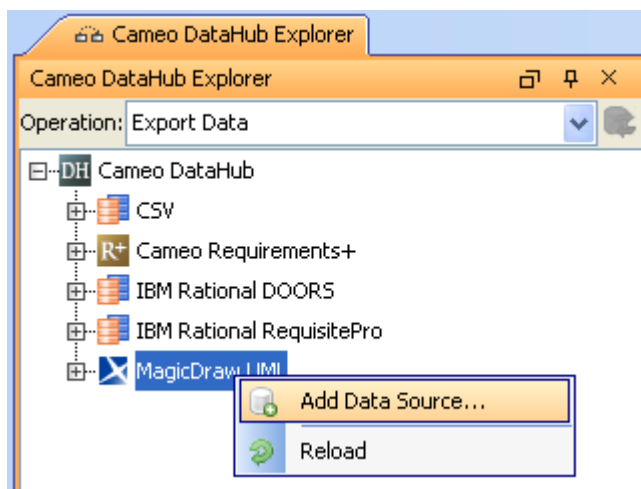 Cameo DataHub Explorer
Cameo DataHub Explorer
Operation: Export Data
DH Cameo DataHub
CSV
R+ Cameo Requirements+
IBM Rational DOORS
IBM Rational RequisitePro
MagicDraw UML
Add Data Source...
Reload